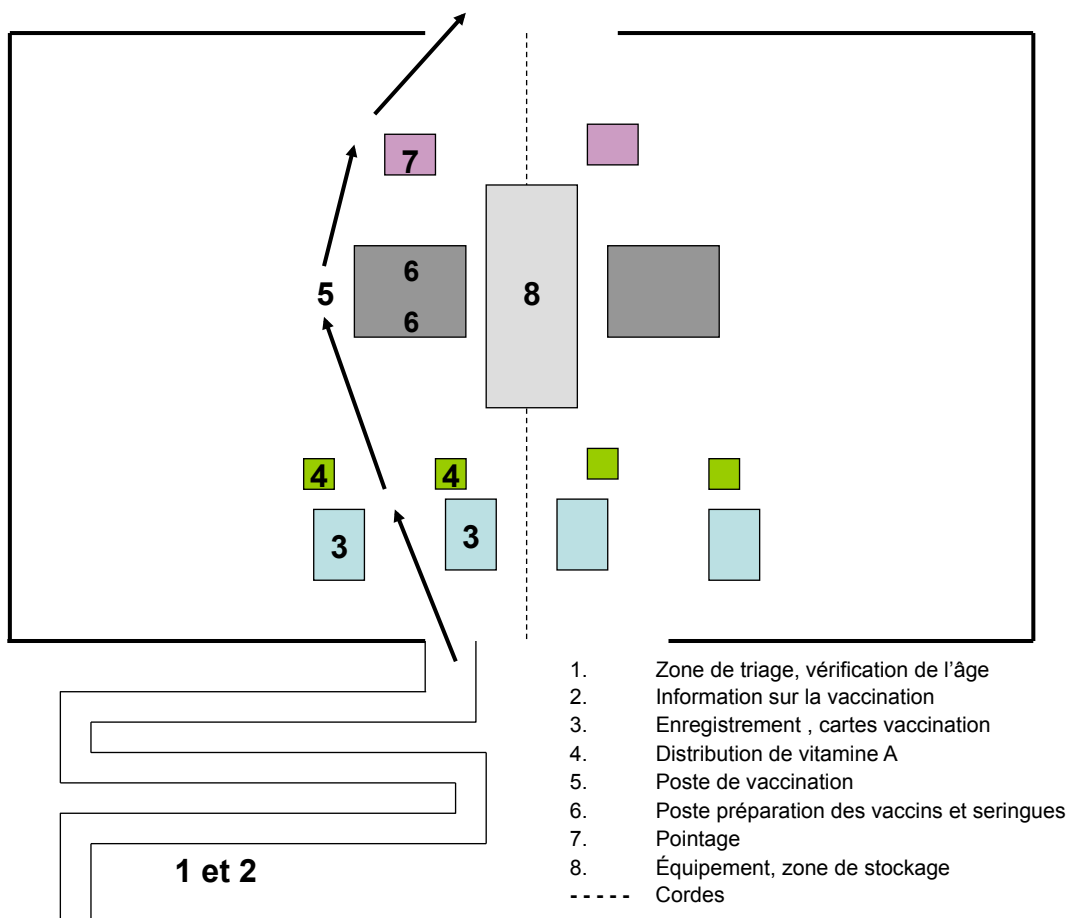 7
6
5
8
6
4
4
3
3
1. Zone de triage, vérification de l’âge
2. Information sur la vaccination
3. Enregistrement , cartes vaccination
4. Distribution de vitamine A
5. Poste de vaccination
6. Poste préparation des vaccins et seringues
7. Pointage
8. Équipement, zone de stockage
- - - - - Cordes
1 et 2